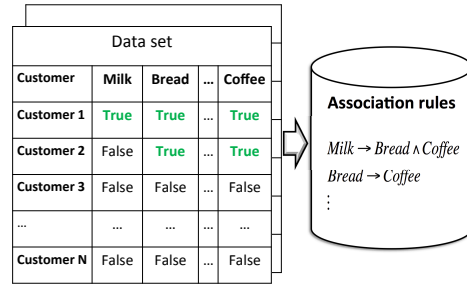 Data set
Customer Milk Bread ... Coffee
Customer 1 True True ... True
Customer 2 False True ... True
Customer 3 False False ... False
... ... ... ... ...
Customer N False False ... False
Association rules
Milk → Bread ∧ Coffee
Bread → Coffee
⋮